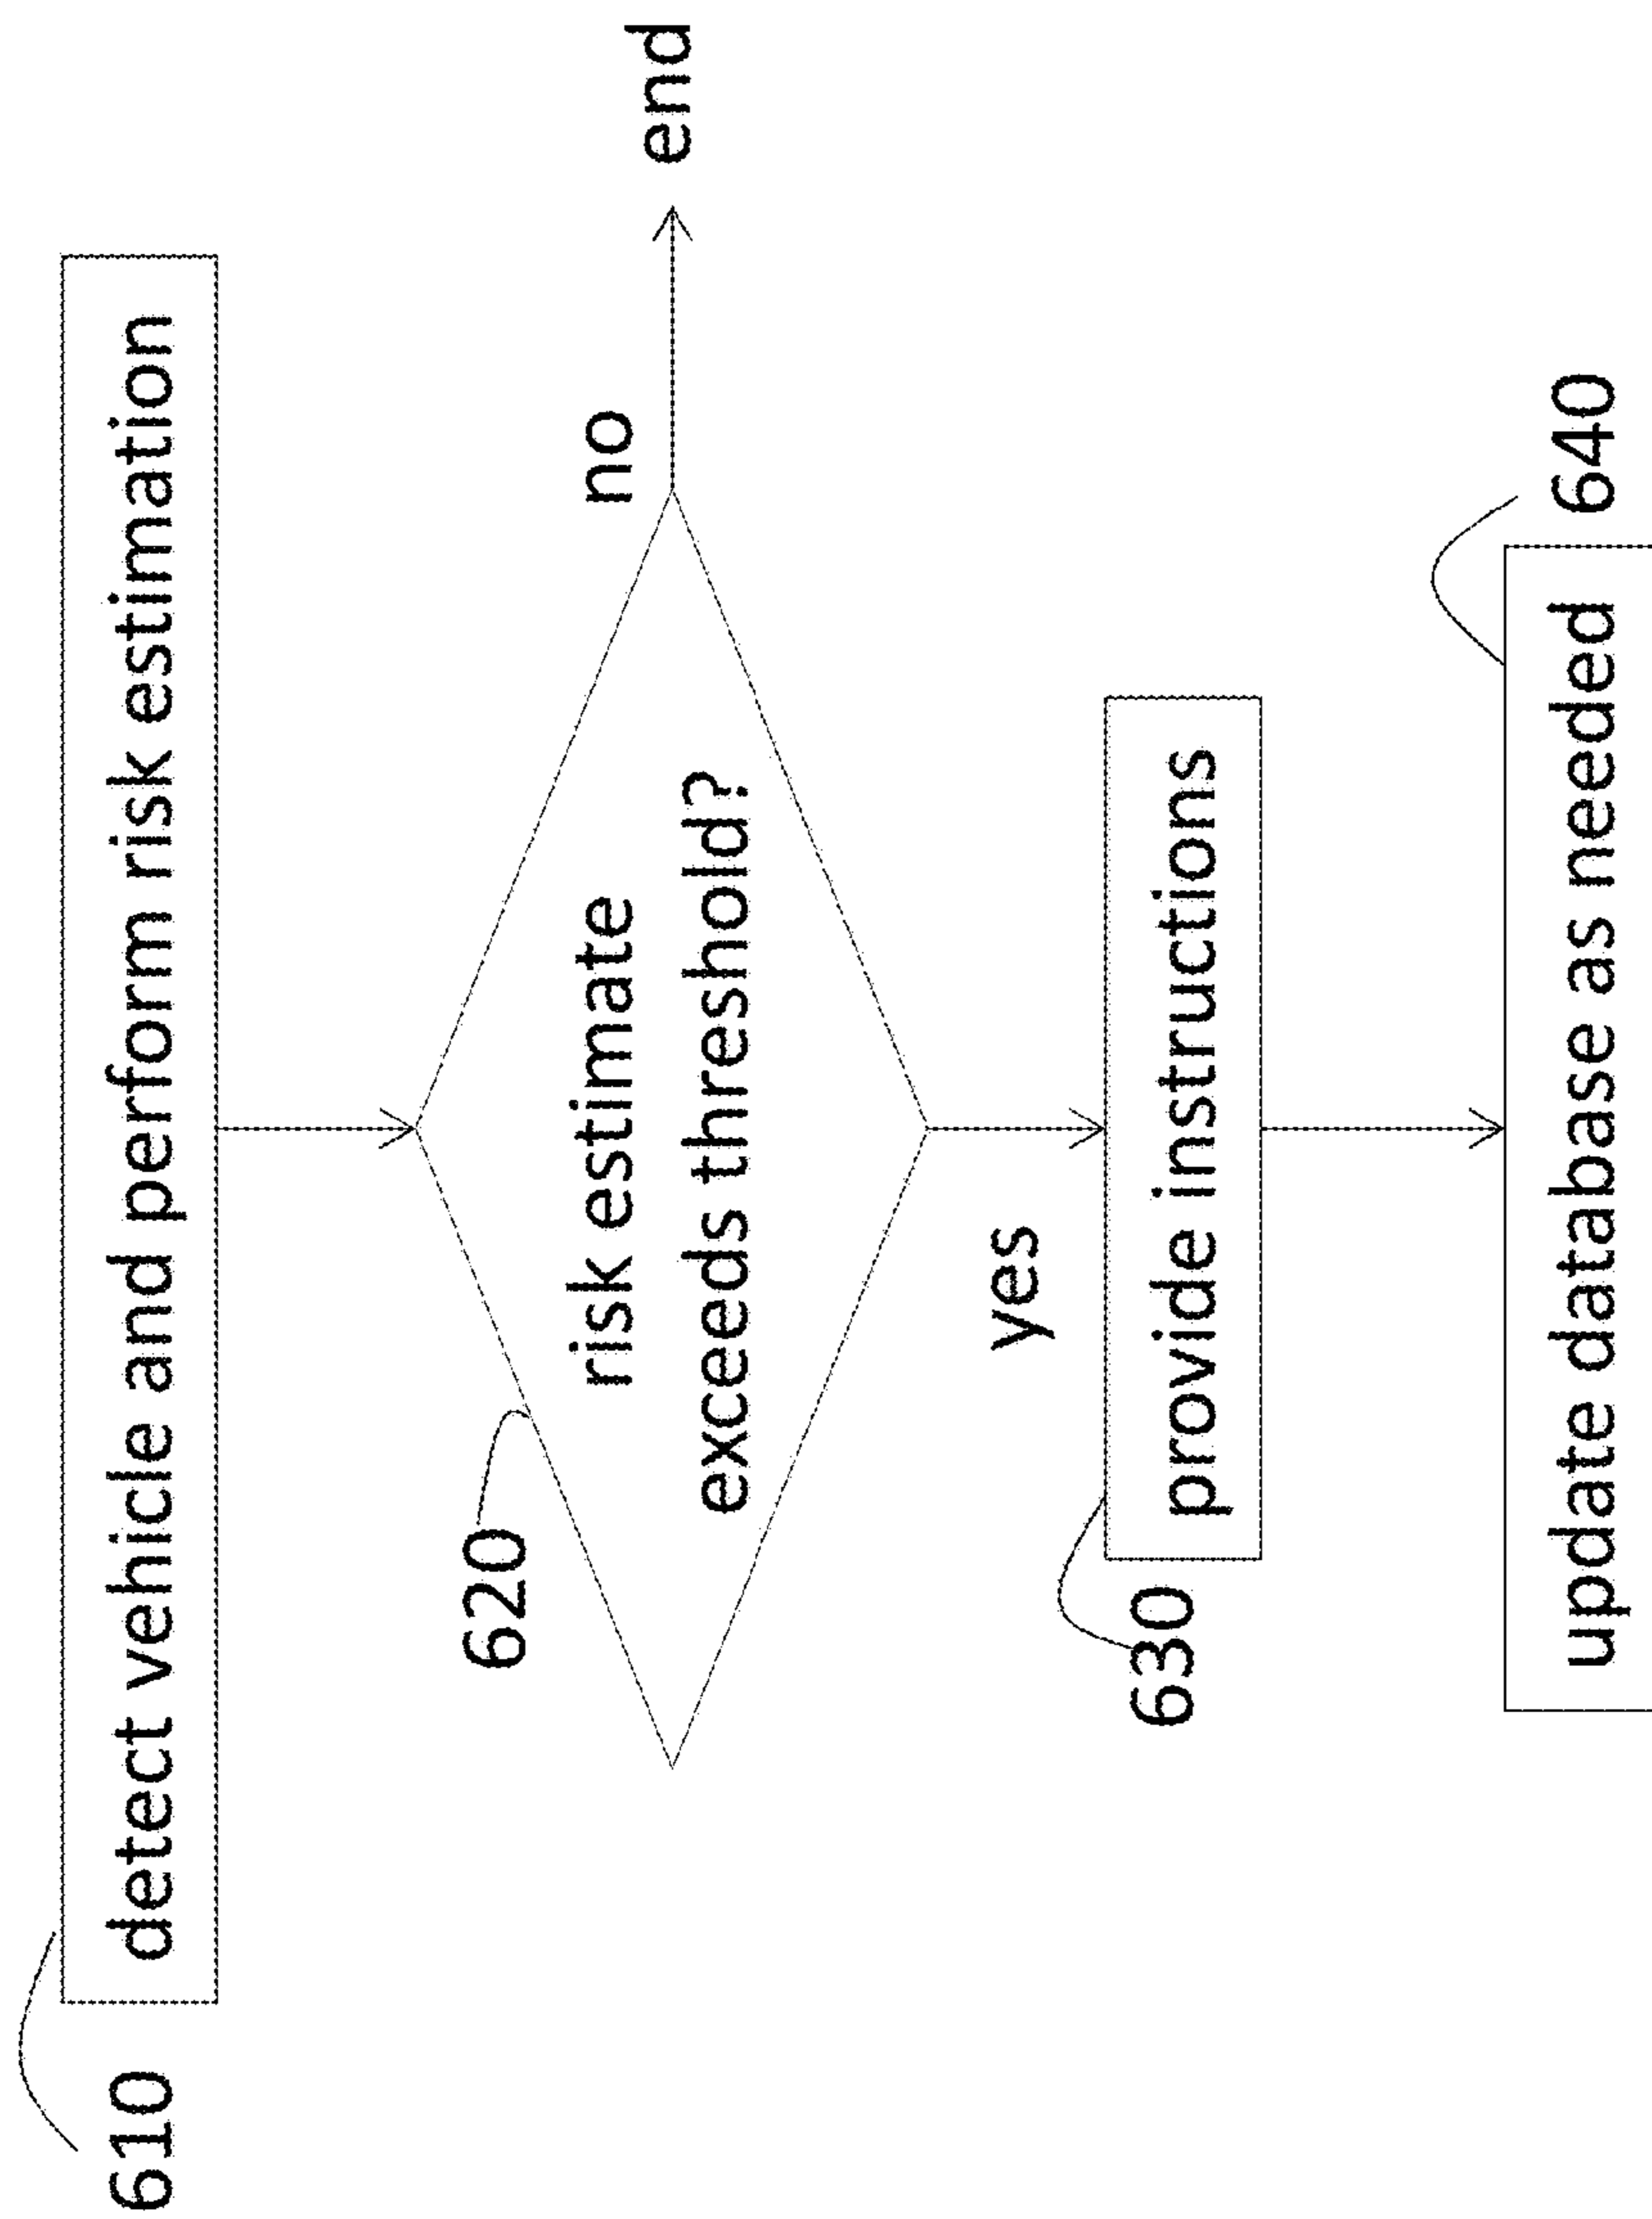 610
detect vehicle and perform risk estimation
620
risk estimate
exceeds threshold?
no
end
yes
630
provide instructions
640
update database as needed